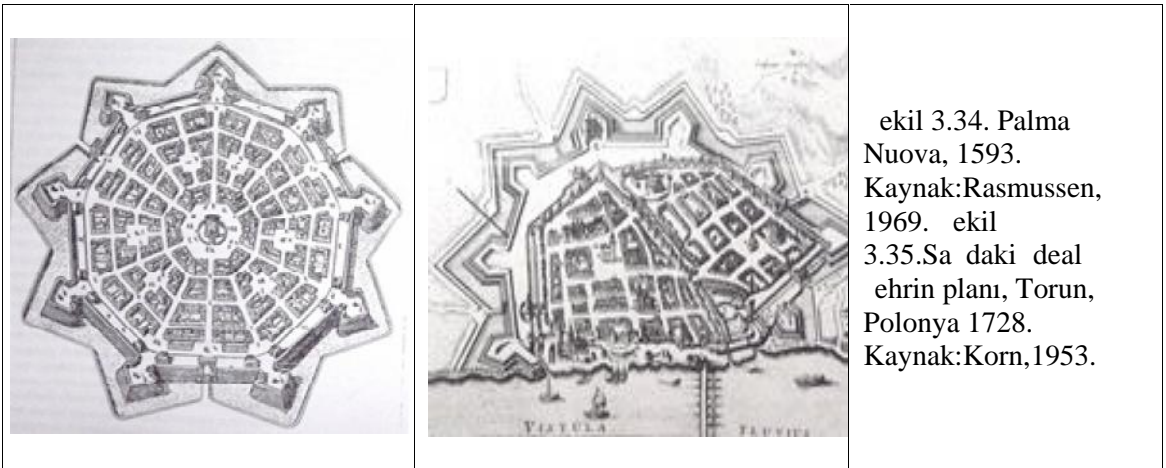 VISTULA
FLUVIUS
ekil 3.34. Palma
Nuova, 1593.
Kaynak:Rasmussen,
1969. ekil
3.35.Sa daki deal
ehrin planı, Torun,
Polonya 1728.
Kaynak:Korn,1953.